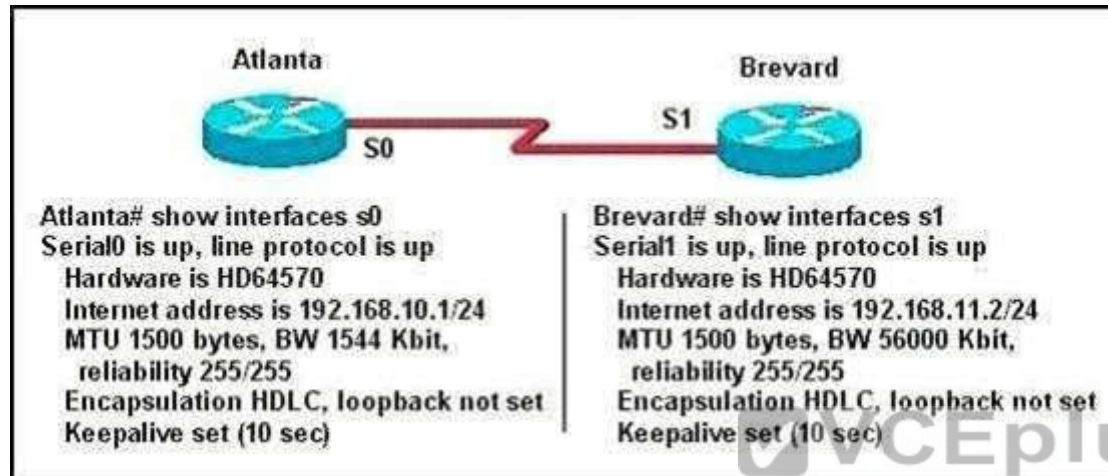 Atlanta
Brevard
S0
S1
Atlanta# show interfaces s0
Serial0 is up, line protocol is up
Hardware is HD64570
Internet address is 192.168.10.1/24
MTU 1500 bytes, BW 1544 Kbit,
reliability 255/255
Encapsulation HDLC, loopback not set
Keepalive set (10 sec)
Brevard# show interfaces s1
Serial1 is up, line protocol is up
Hardware is HD64570
Internet address is 192.168.11.2/24
MTU 1500 bytes, BW 56000 Kbit,
reliability 255/255
Encapsulation HDLC, loopback not set
Keepalive set (10 sec)
VCEplu